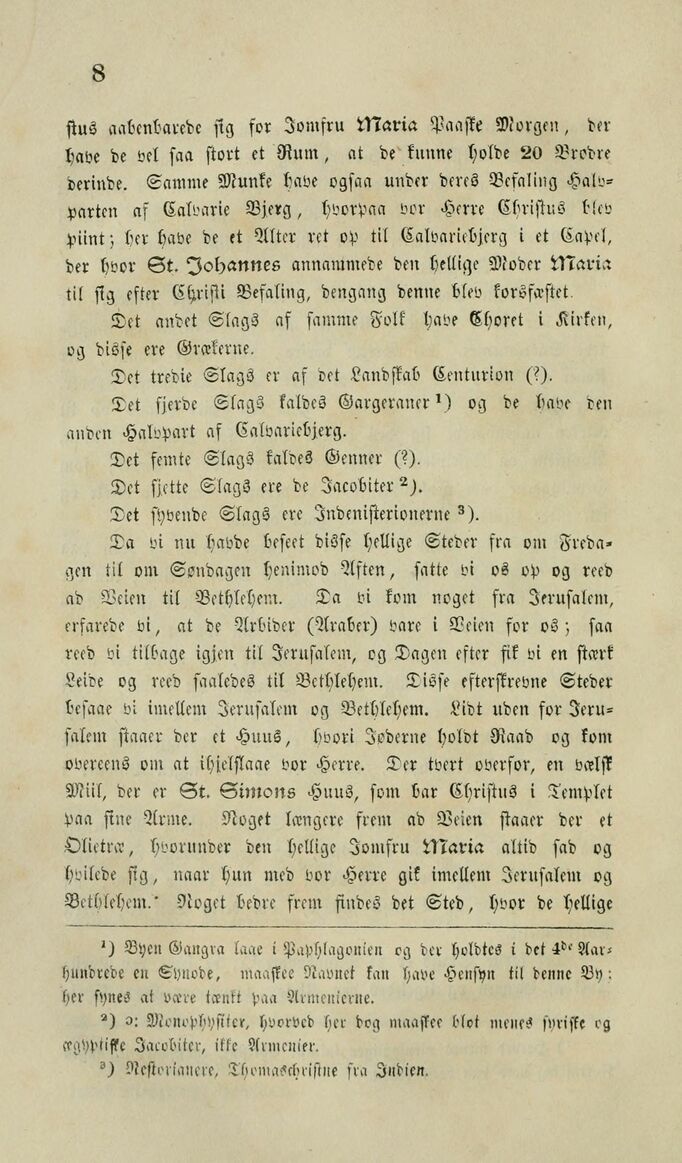 8
stus aabenbarede sig for Jomfru Maria Paaske Morgen, der
have de vel saa stort et Rum, at de kunne holde 20 Brødre
derinde. Samme Munke have ogsaa under deres Befaling Halv=
parten af Calvarie Bjerg, hvorpaa vor Herre Christus blev
piint; her have de et Alter ret op til Calvariebjerg i et Capel,
der hvor St. Johannes annammede den hellige Moder Maria
til sig efter Christi Befaling, dengang denne blev korsfæstet.
Det andet Slags af samme Folk have Choret i Kirken,
og disse ere Grækerne.
Det tredie Slags er af det Landskab Centurion (?).
Det fjerde Slags kaldes Gargeraner ¹) og de have den
anden Halvpart af Calvariebjerg.
Det femte Slags kaldes Genner (?).
Det sjette Slags ere de Jacobiter ²).
Det syvende Slags ere Indenisterionerne ³).
Da vi nu havde beseet disse hellige Steder fra om Freda=
gen til om Søndagen henimod Aften, satte vi os op og reed
ad Veien til Bethlehem. Da vi kom noget fra Jerusalem,
erfarede vi, at de Arbider (Araber) vare i Veien for os; saa
reed vi tilbage igjen til Jerusalem, og Dagen efter fik vi en stærk
Leide og reed saaledes til Bethlehem. Disse efterskrevne Steder
besaae vi imellem Jerusalem og Bethlehem. Lidt uden for Jeru=
salem staaer der et Huus, hvori Jøderne holdt Raad og kom
overeens om at ihjelslaae vor Herre. Der tvert overfor, en vælsk
Miil, der er St. Simons Huus, som bar Christus i Templet
paa sine Arme. Noget længere frem ad Veien staaer der et
Olietræ, hvorunder den hellige Jomfru Maria altid sad og
hvilede sig, naar hun med vor Herre gik imellem Jerusalem og
Bethlehem. Noget bedre frem findes det Sted, hvor de hellige
¹) Byen Gangra laae i Paphlagonien og der holdtes i det 4de Aar=
hundrede en Synode, maaskee Navnet kan have Hensyn til denne By;
her synes at være tænkt paa Armenierne.
²) ɔ: Monophysiter, hvorved her dog maaskee blot menes syriske og
ægyptiske Jacobiter, ikke Armenier.
³) Nestorianere, Thomaschristne fra Indien.